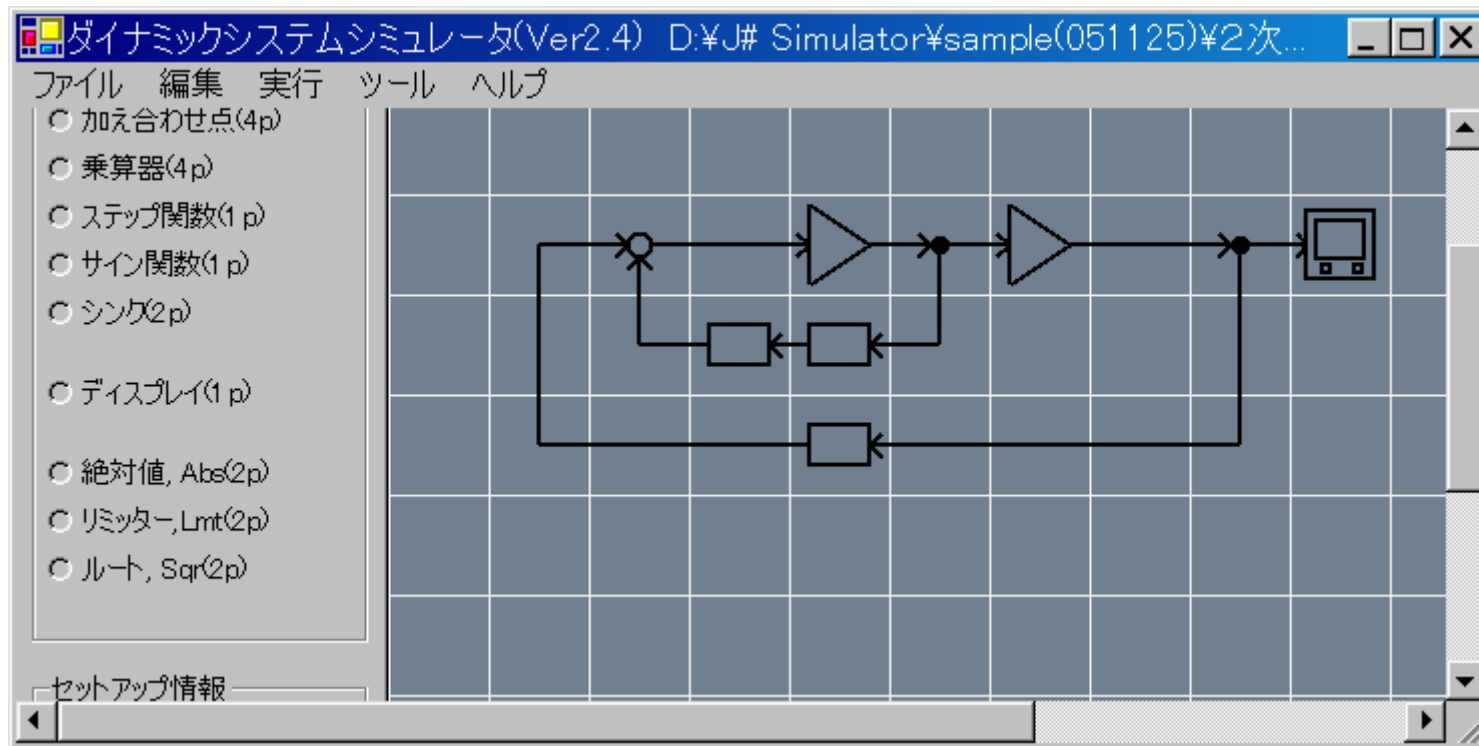 ダイナミックシステムシミュレータ(Ver2.4) D:¥J# Simulator¥sample(051125)¥２次...
ファイル 編集 実行 ツール ヘルプ
加え合わせ点(4p)
乗算器(4p)
ステップ関数(1p)
サイン関数(1p)
シンク(2p)
ディスプレイ(1p)
絶対値, Abs(2p)
リミッター,Lmt(2p)
ルート, Sqr(2p)
セットアップ情報